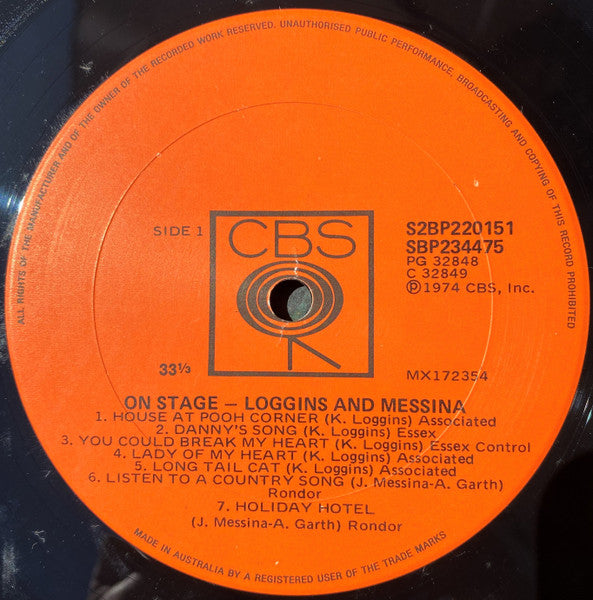 ALL RIGHTS OF THE MANUFACTURER AND OF THE OWNER OF THE RECORDED WORK RESERVED. UNAUTHORISED PUBLIC PERFORMANCE, BROADCASTING AND COPYING OF THIS RECORD PROHIBITED
SIDE 1
CBS
S2BP220151
SBP234475
PG 32848
C 32849
℗1974 CBS, Inc.
33⅓
MX172354
ON STAGE — LOGGINS AND MESSINA
1. HOUSE AT POOH CORNER (K. Loggins) Associated
2. DANNY'S SONG (K. Loggins) Essex
3. YOU COULD BREAK MY HEART (K. Loggins) Essex Control
4. LADY OF MY HEART (K. Loggins) Associated
5. LONG TAIL CAT (K. Loggins) Associated
6. LISTEN TO A COUNTRY SONG (J. Messina-A. Garth)
Rondor
7. HOLIDAY HOTEL
(J. Messina-A. Garth) Rondor
MADE IN AUSTRALIA BY A REGISTERED USER OF THE TRADE MARKS